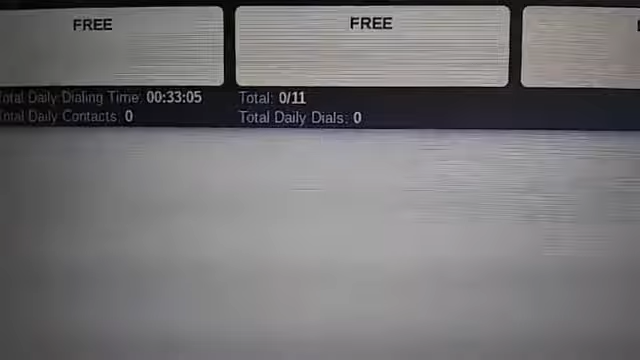 FREE FREE
Total Daily Dialing Time: 00:33:05 Total: 0/11
Total Daily Contacts: 0 Total Daily Dials: 0